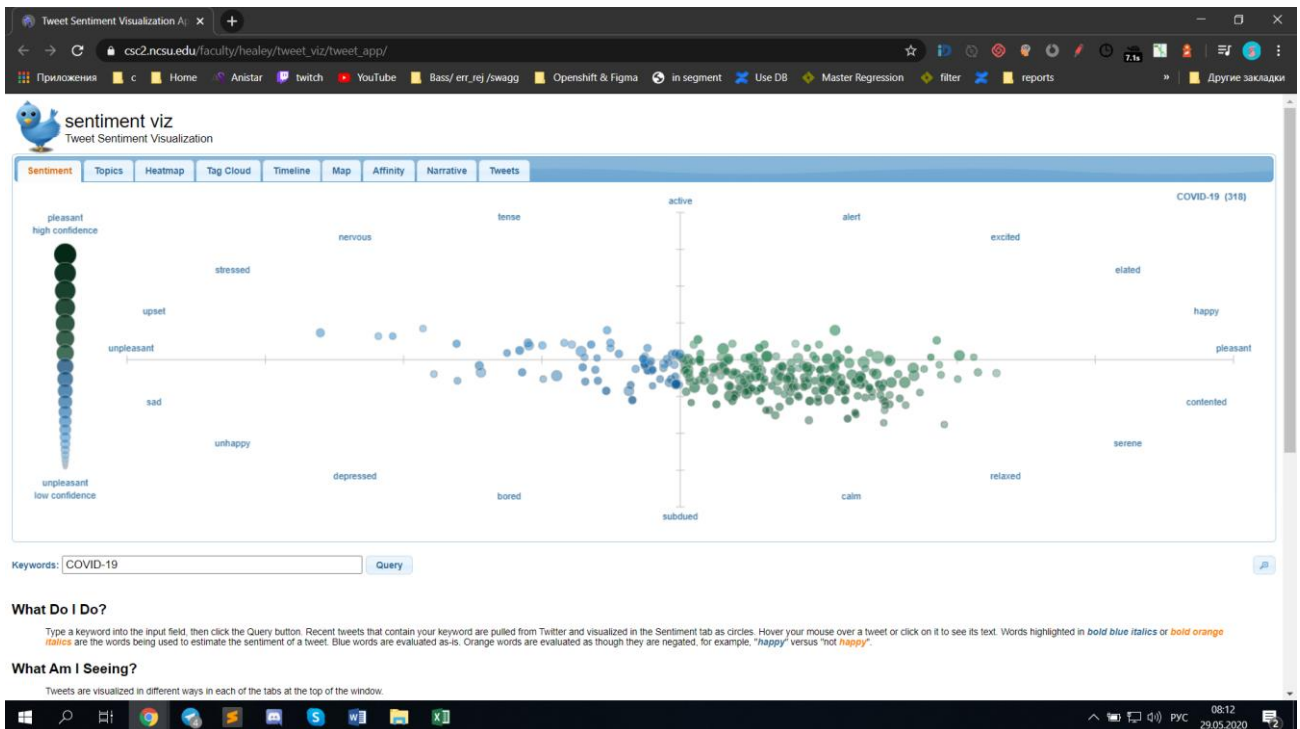 Tweet Sentiment Visualization Ap
csc2.ncsu.edu/faculty/healey/tweet_viz/tweet_app/
7.1s
Приложения c Home Anistar twitch YouTube Bass/ err_rej /swagg Openshift & Figma in segment Use DB Master Regression filter reports » Другие закладки
sentiment viz
Tweet Sentiment Visualization
Sentiment Topics Heatmap Tag Cloud Timeline Map Affinity Narrative Tweets
COVID-19 (318)
active
pleasant
high confidence
tense
alert
nervous
excited
stressed
elated
upset
happy
unpleasant
pleasant
sad
contented
unhappy
serene
depressed
relaxed
unpleasant
low confidence
bored
calm
subdued
Keywords: COVID-19 Query
What Do I Do?
Type a keyword into the input field, then click the Query button. Recent tweets that contain your keyword are pulled from Twitter and visualized in the Sentiment tab as circles. Hover your mouse over a tweet or click on it to see its text. Words highlighted in bold blue italics or bold orange
italics are the words being used to estimate the sentiment of a tweet. Blue words are evaluated as-is. Orange words are evaluated as though they are negated, for example, "happy" versus "not happy".
What Am I Seeing?
Tweets are visualized in different ways in each of the tabs at the top of the window.
РУС
08:12
29.05.2020
2